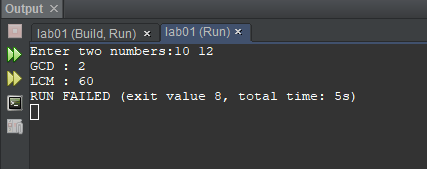 Output ×
lab01 (Build, Run) × lab01 (Run) ×
Enter two numbers:10 12
GCD : 2
LCM : 60
RUN FAILED (exit value 8, total time: 5s)